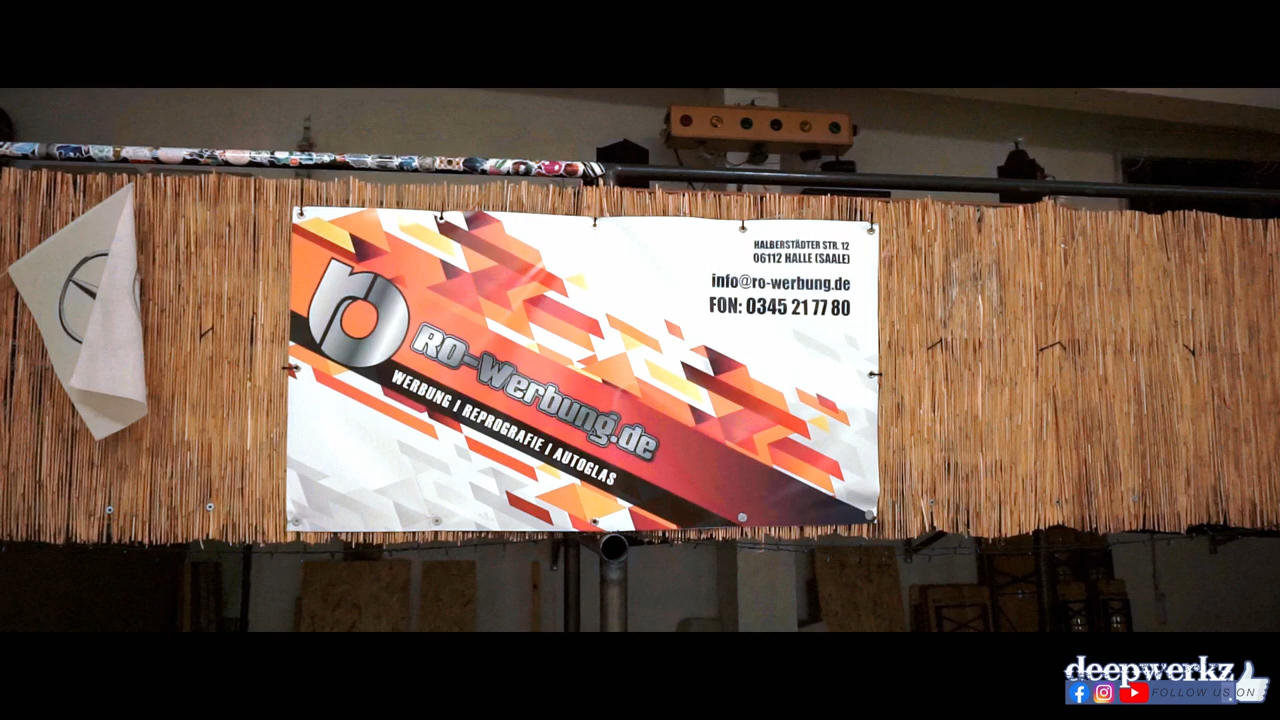 HALBERSTÄDTER STR. 12
06112 HALLE (SAALE)
info@ro-werbung.de
FON: 0345 21 77 80
RO-Werbung.de
WERBUNG I REPROGRAFIE I AUTOGLAS
deepwerkz
FOLLOW US ON :